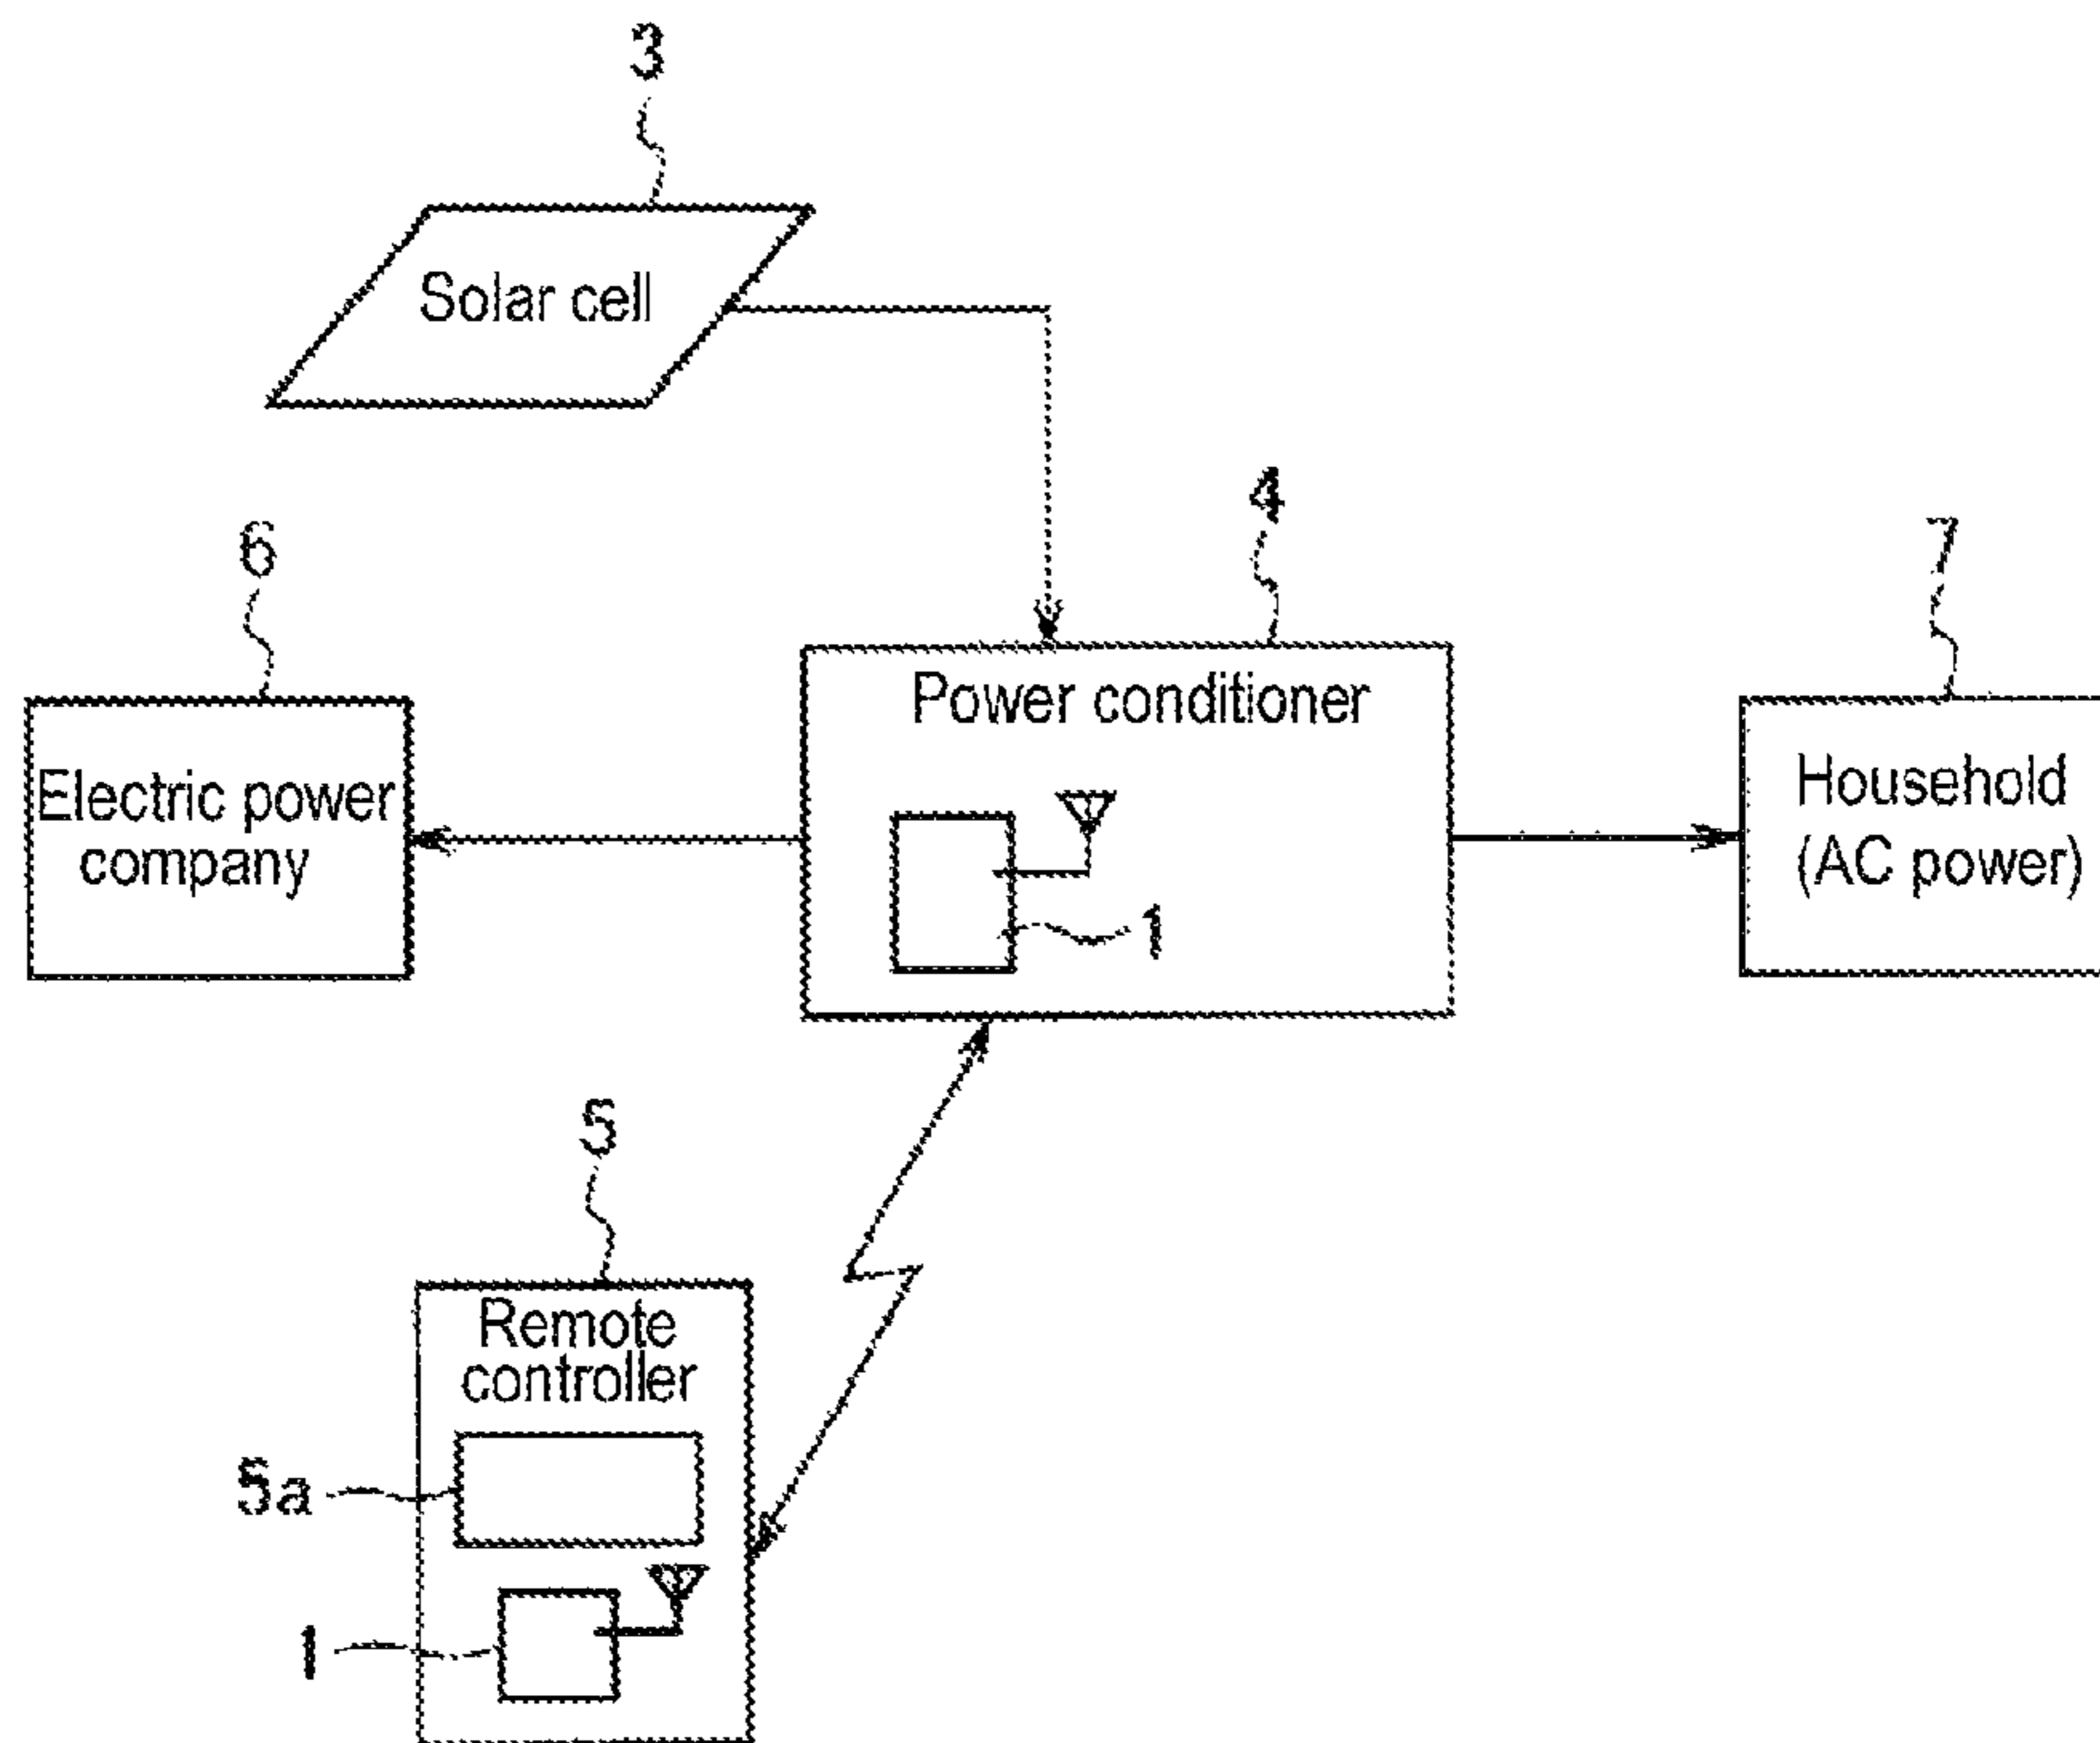 3
Solar cell
4
6
7
Power conditioner
Electric power
company
Household
(AC power)
1
5
Remote
controller
5a
1